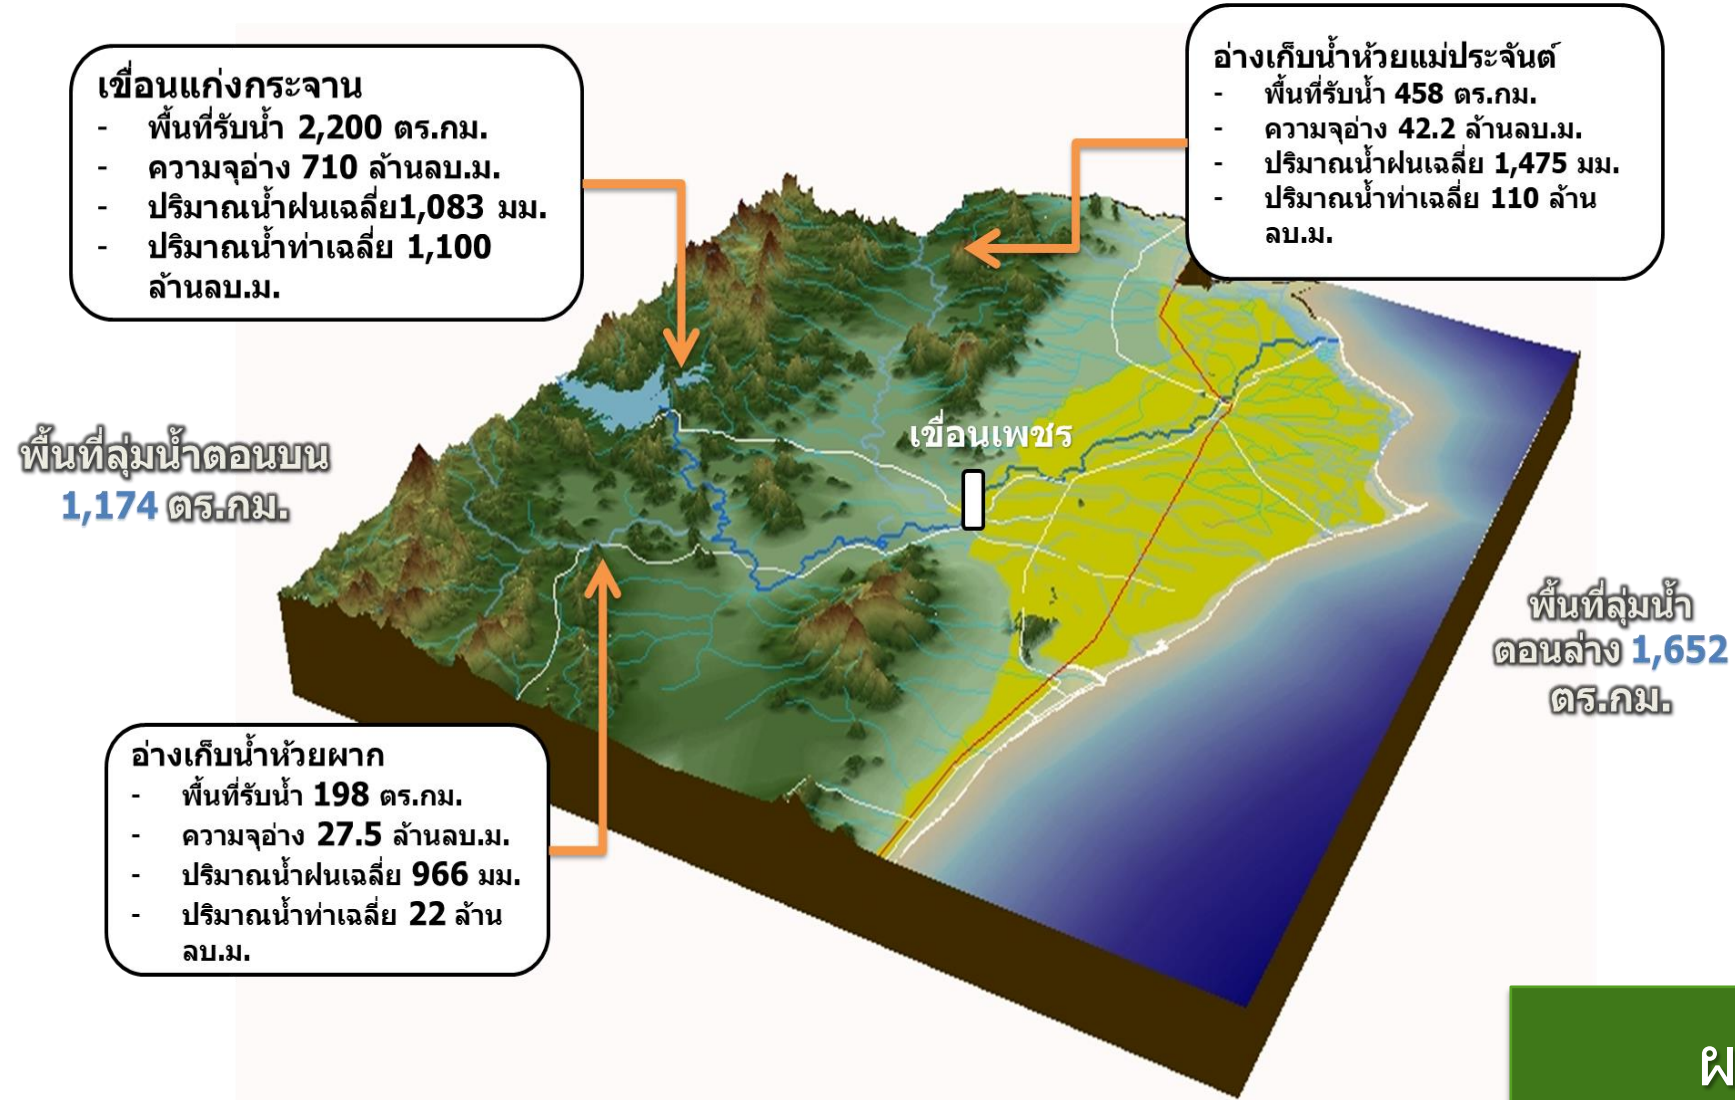 เขื่อนแก่งกระจาน
- พื้นที่รับน้ำ 2,200 ตร.กม.
- ความจุอ่าง 710 ล้านลบ.ม.
- ปริมาณน้ำฝนเฉลี่ย1,083 มม.
- ปริมาณน้ำท่าเฉลี่ย 1,100
ล้านลบ.ม.
อ่างเก็บน้ำห้วยแม่ประจันต์
- พื้นที่รับน้ำ 458 ตร.กม.
- ความจุอ่าง 42.2 ล้านลบ.ม.
- ปริมาณน้ำฝนเฉลี่ย 1,475 มม.
- ปริมาณน้ำท่าเฉลี่ย 110 ล้าน
ลบ.ม.
พื้นที่ลุ่มน้ำตอนบน
1,174 ตร.กม.
เขื่อนเพชร
พื้นที่ลุ่มน้ำ
ตอนล่าง 1,652
ตร.กม.
อ่างเก็บน้ำห้วยผาก
- พื้นที่รับน้ำ 198 ตร.กม.
- ความจุอ่าง 27.5 ล้านลบ.ม.
- ปริมาณน้ำฝนเฉลี่ย 966 มม.
- ปริมาณน้ำท่าเฉลี่ย 22 ล้าน
ลบ.ม.
ผ